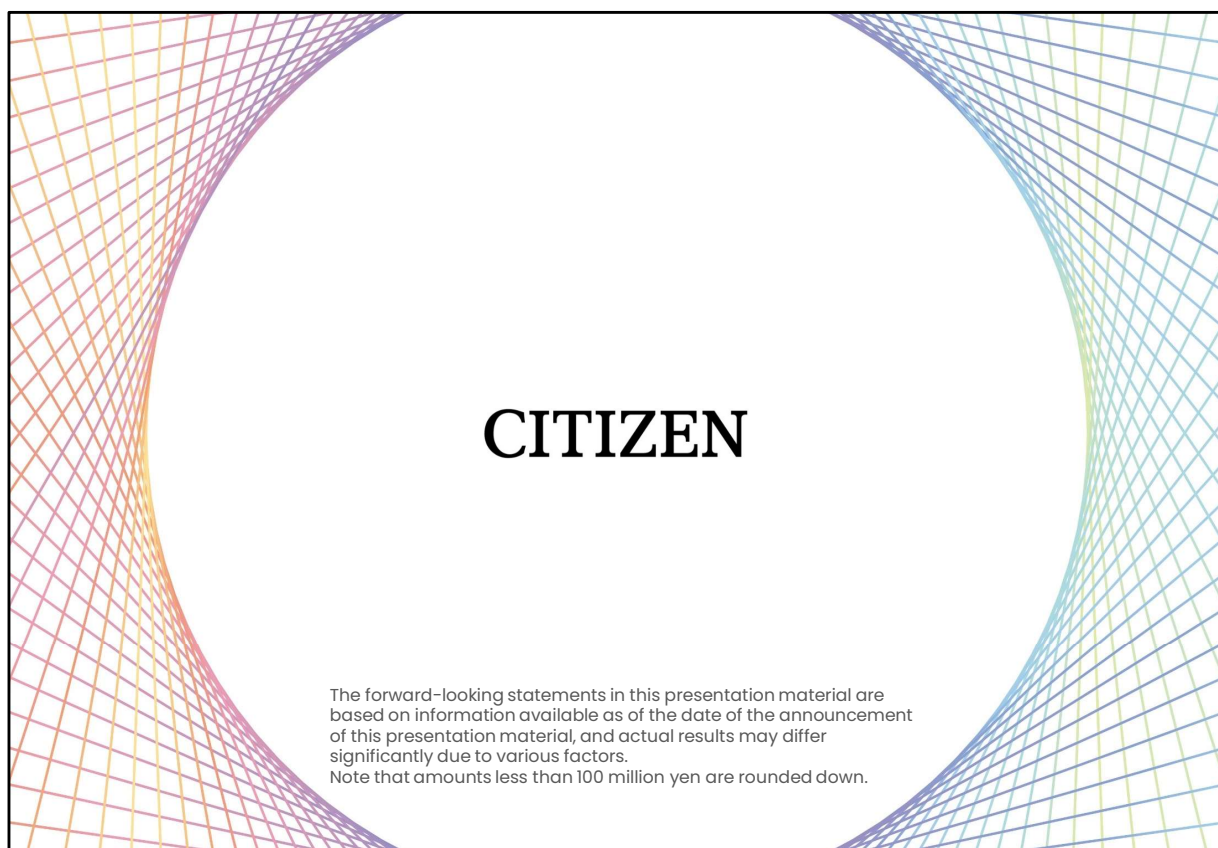 CITIZEN
The forward-looking statements in this presentation material are
based on information available as of the date of the announcement
of this presentation material, and actual results may differ
significantly due to various factors.
Note that amounts less than 100 million yen are rounded down.